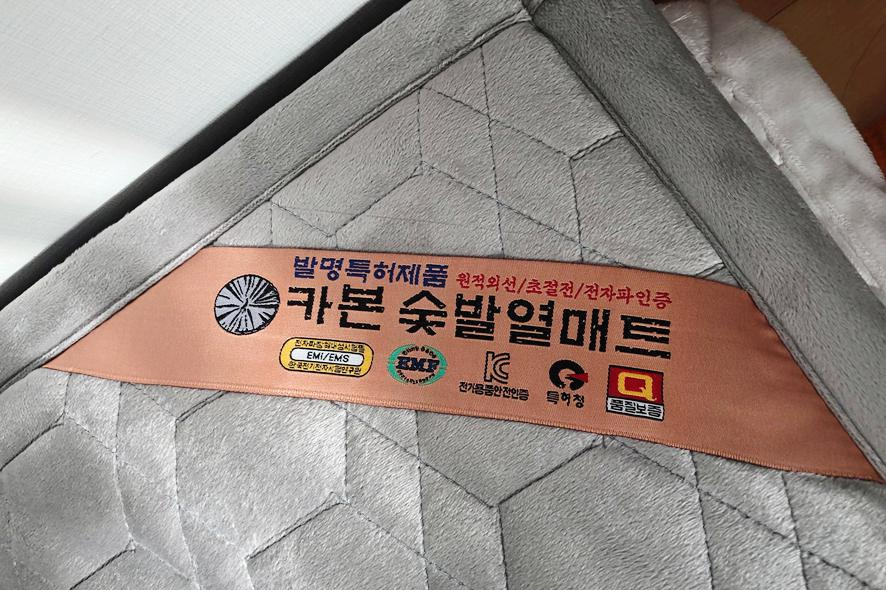 발명특허제품 원적외선/초절전/전자파인증
카본 숯발열매트
EMI/EMS
EMF
전기용품안전인증
특허청
Q
품질보증